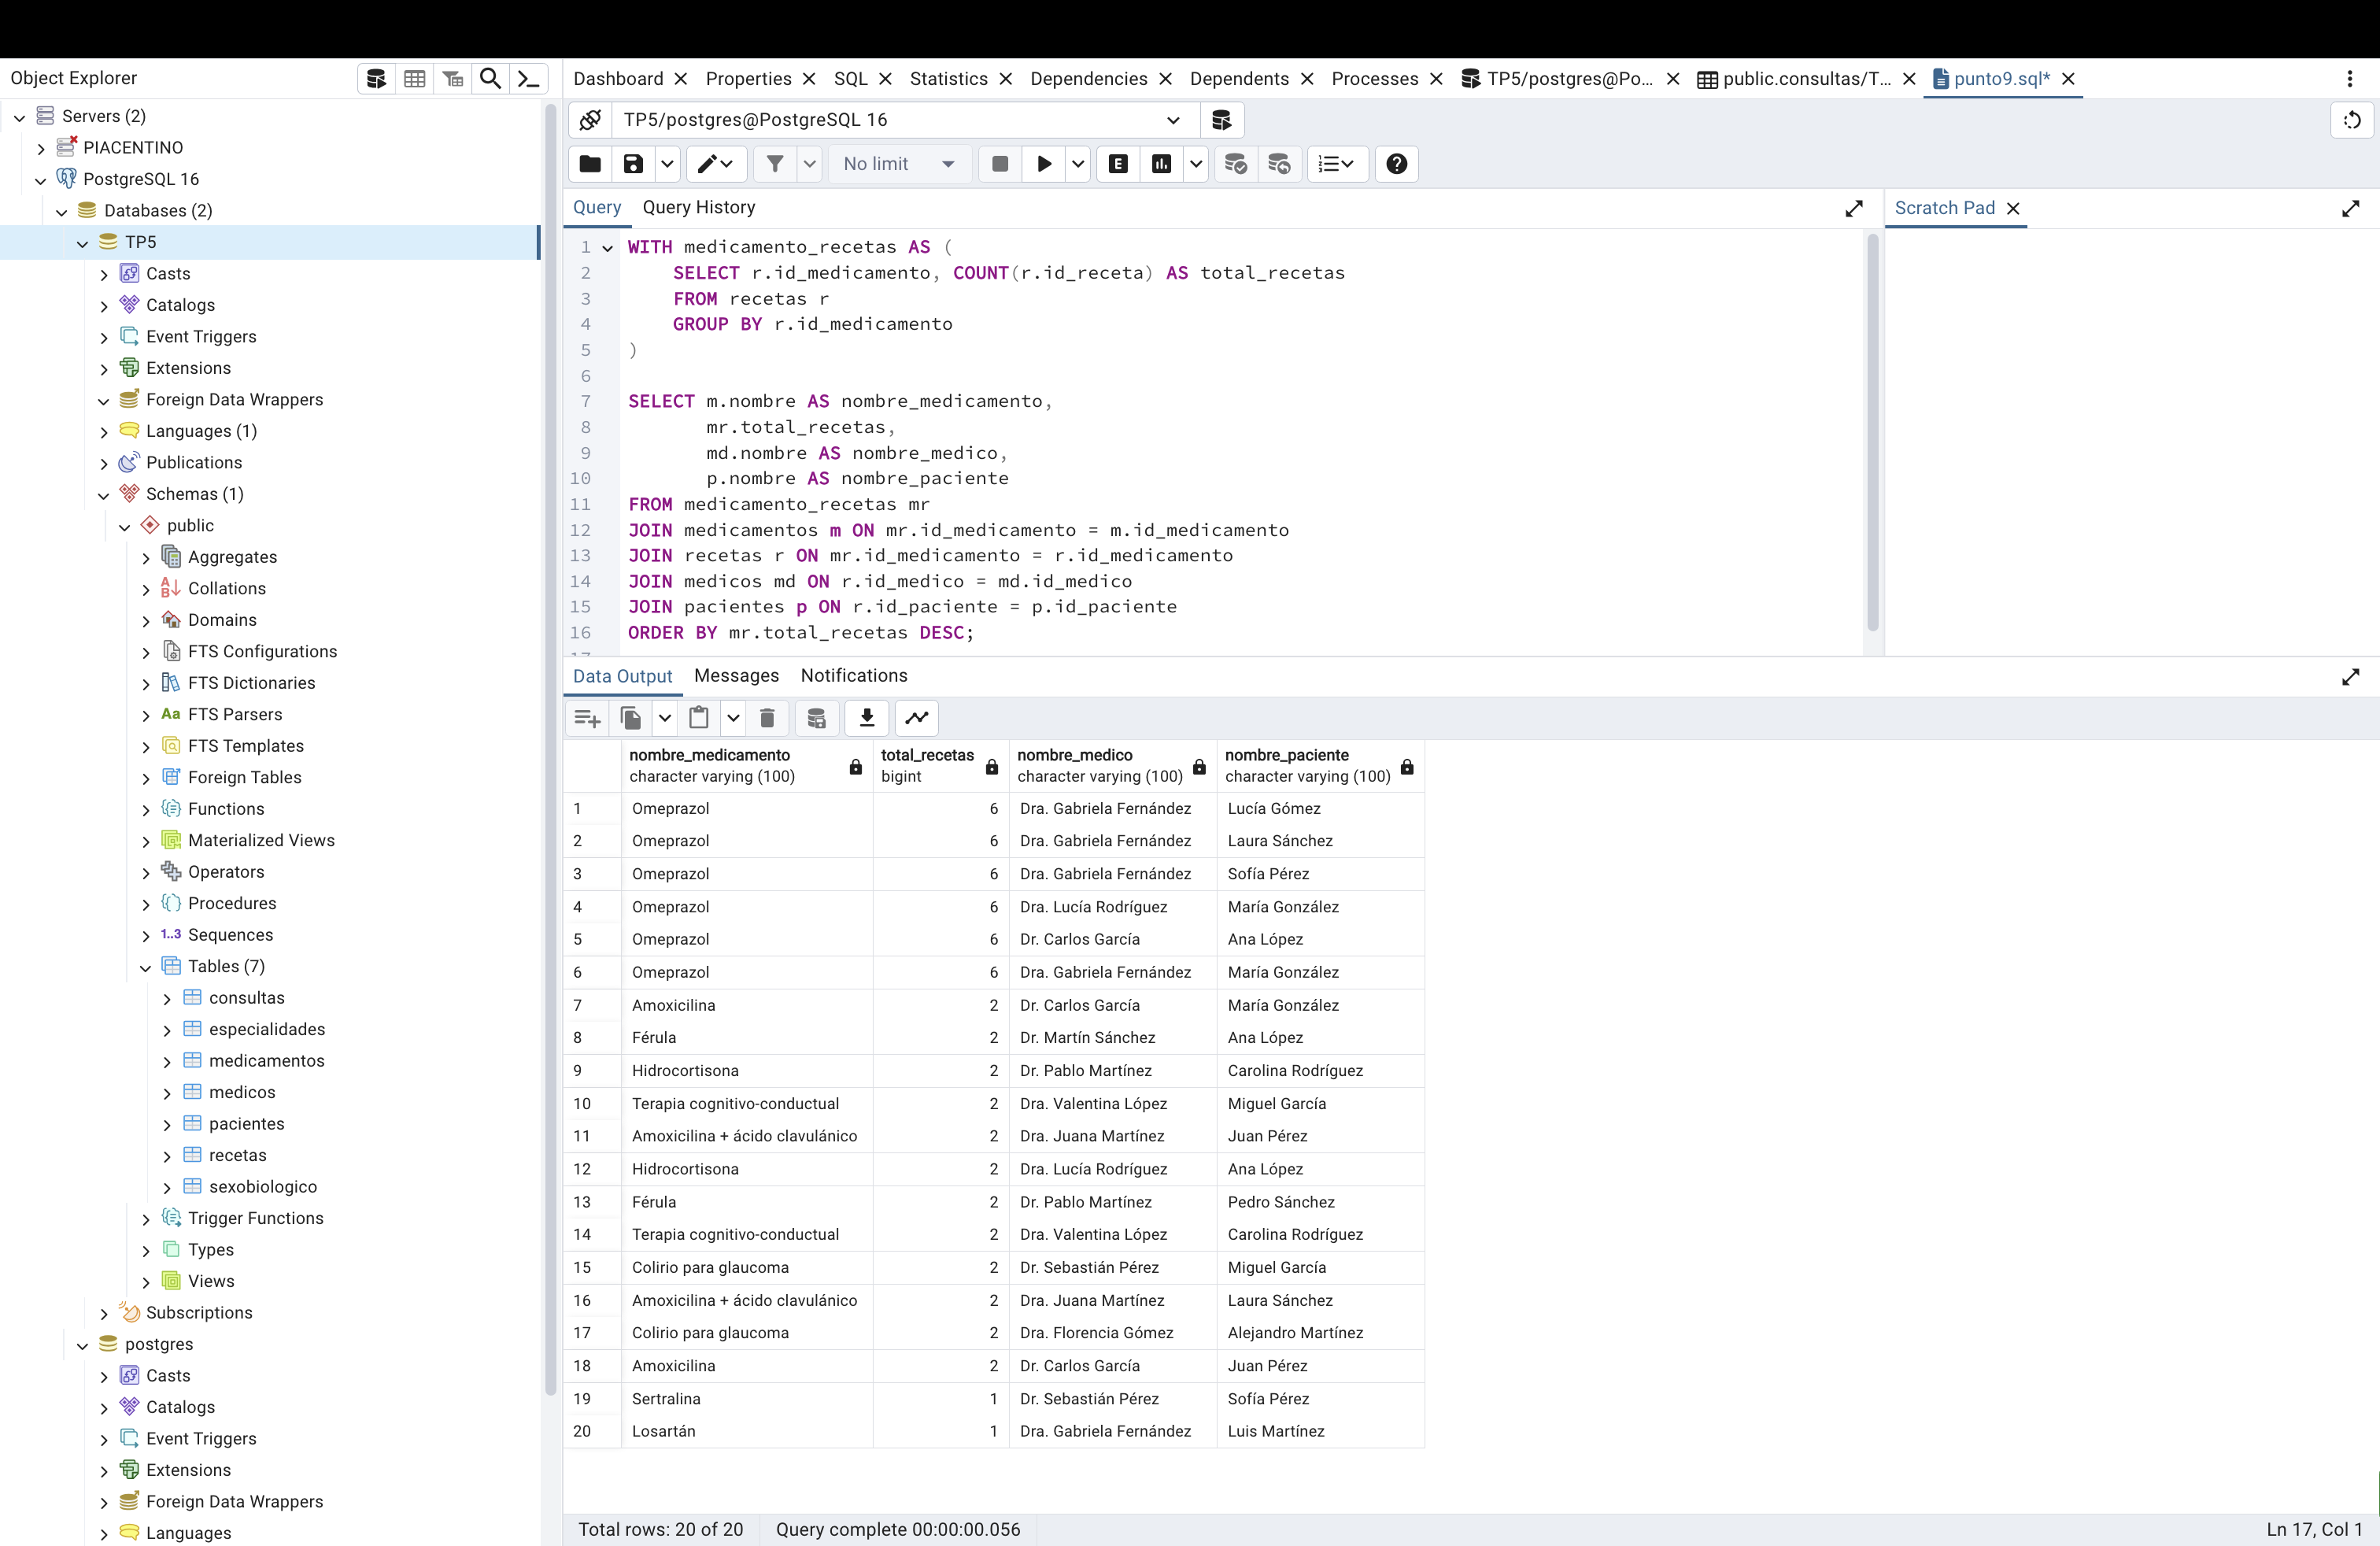 Object Explorer
Servers (2)
PIACENTINO
PostgreSQL 16
Databases (2)
TP5
Casts
Catalogs
Event Triggers
Extensions
Foreign Data Wrappers
Languages (1)
Publications
Schemas (1)
public
Aggregates
Collations
Domains
FTS Configurations
FTS Dictionaries
Aa FTS Parsers
FTS Templates
Foreign Tables
Functions
Materialized Views
Operators
Procedures
1..3 Sequences
Tables (7)
consultas
especialidades
medicamentos
medicos
pacientes
recetas
sexobiologico
Trigger Functions
Types
Views
Subscriptions
postgres
Casts
Catalogs
Event Triggers
Extensions
Foreign Data Wrappers
Languages
Dashboard Properties SQL Statistics Dependencies Dependents Processes TP5/postgres@Po... public.consultas/T... punto9.sql*
TP5/postgres@PostgreSQL 16
No limit E
Query Query History Scratch Pad
1 WITH medicamento_recetas AS (
2 SELECT r.id_medicamento, COUNT(r.id_receta) AS total_recetas
3 FROM recetas r
4 GROUP BY r.id_medicamento
5 )
6
7 SELECT m.nombre AS nombre_medicamento,
8 mr.total_recetas,
9 md.nombre AS nombre_medico,
10 p.nombre AS nombre_paciente
11 FROM medicamento_recetas mr
12 JOIN medicamentos m ON mr.id_medicamento = m.id_medicamento
13 JOIN recetas r ON mr.id_medicamento = r.id_medicamento
14 JOIN medicos md ON r.id_medico = md.id_medico
15 JOIN pacientes p ON r.id_paciente = p.id_paciente
16 ORDER BY mr.total_recetas DESC;
17
Data Output Messages Notifications
nombre_medicamento total_recetas nombre_medico nombre_paciente
character varying (100) bigint character varying (100) character varying (100)
1 Omeprazol 6 Dra. Gabriela Fernández Lucía Gómez
2 Omeprazol 6 Dra. Gabriela Fernández Laura Sánchez
3 Omeprazol 6 Dra. Gabriela Fernández Sofía Pérez
4 Omeprazol 6 Dra. Lucía Rodríguez María González
5 Omeprazol 6 Dr. Carlos García Ana López
6 Omeprazol 6 Dra. Gabriela Fernández María González
7 Amoxicilina 2 Dr. Carlos García María González
8 Férula 2 Dr. Martín Sánchez Ana López
9 Hidrocortisona 2 Dr. Pablo Martínez Carolina Rodríguez
10 Terapia cognitivo-conductual 2 Dra. Valentina López Miguel García
11 Amoxicilina + ácido clavulánico 2 Dra. Juana Martínez Juan Pérez
12 Hidrocortisona 2 Dra. Lucía Rodríguez Ana López
13 Férula 2 Dr. Pablo Martínez Pedro Sánchez
14 Terapia cognitivo-conductual 2 Dra. Valentina López Carolina Rodríguez
15 Colirio para glaucoma 2 Dr. Sebastián Pérez Miguel García
16 Amoxicilina + ácido clavulánico 2 Dra. Juana Martínez Laura Sánchez
17 Colirio para glaucoma 2 Dra. Florencia Gómez Alejandro Martínez
18 Amoxicilina 2 Dr. Carlos García Juan Pérez
19 Sertralina 1 Dr. Sebastián Pérez Sofía Pérez
20 Losartán 1 Dra. Gabriela Fernández Luis Martínez
Total rows: 20 of 20 Query complete 00:00:00.056 Ln 17, Col 1